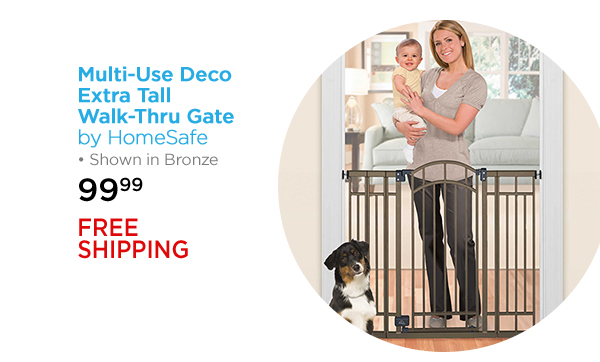 Multi-Use Deco
Extra Tall
Walk-Thru Gate
by HomeSafe
• Shown in Bronze
99⁹⁹
FREE
SHIPPING